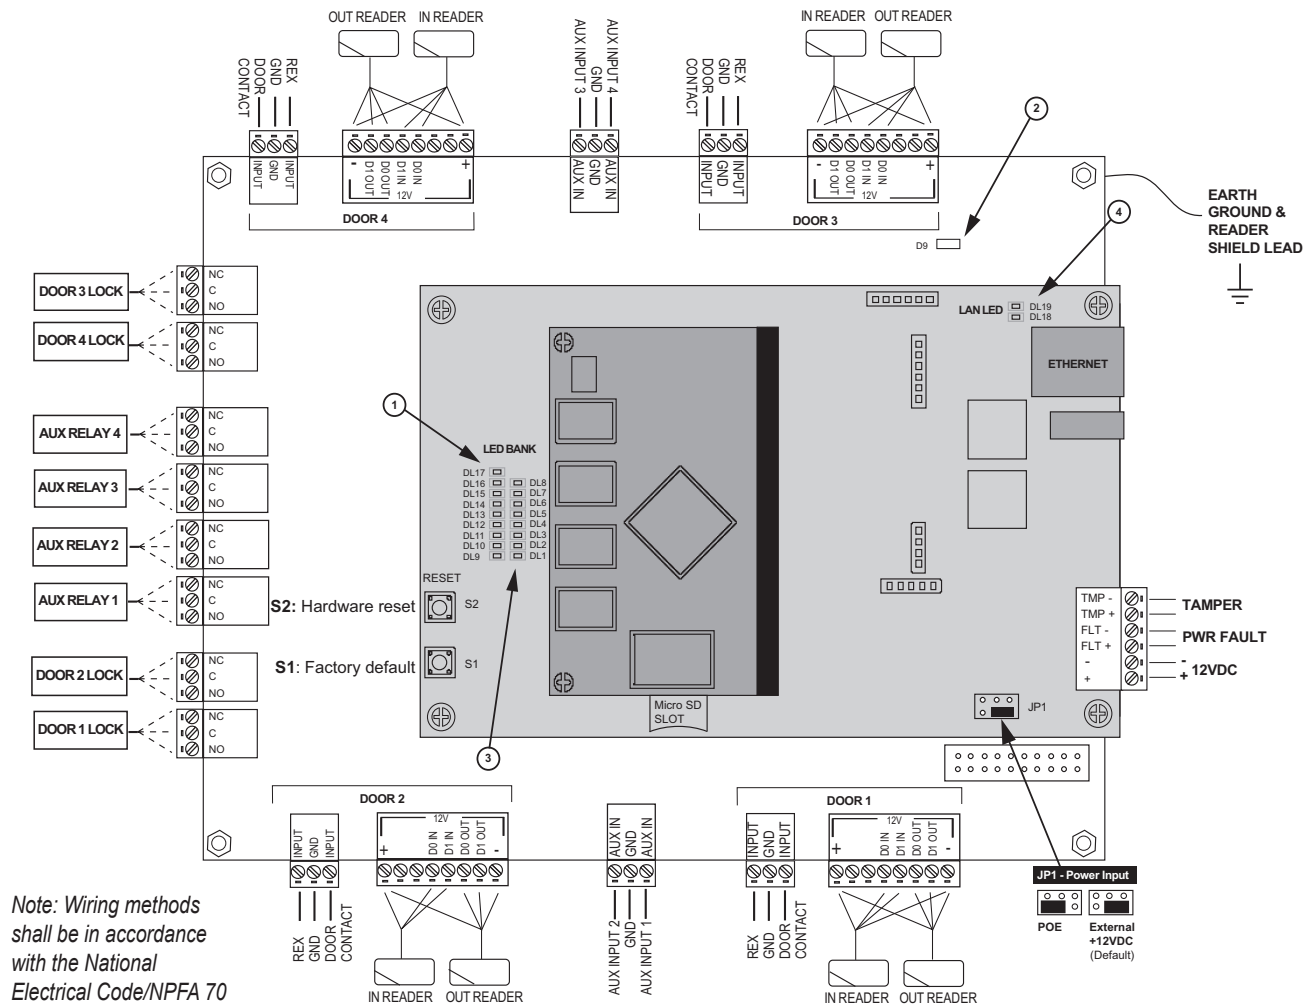 OUT READER IN READER
IN READER OUT READER
DOOR
CONTACT
GND
REX
AUX INPUT 3
GND
AUX INPUT 4
DOOR
CONTACT
GND
REX
2
INPUT
GND
INPUT
- D1 OUT D0 OUT D1 IN D0 IN +
12V
AUX IN
GND
AUX IN
INPUT
GND
INPUT
- D1 OUT D0 OUT D1 IN D0 IN +
12V
DOOR 4
DOOR 3
4
EARTH
GROUND &
READER
SHIELD LEAD
D9
DOOR 3 LOCK
NC
C
NO
DOOR 4 LOCK
NC
C
NO
AUX RELAY 4
NC
C
NO
AUX RELAY 3
NC
C
NO
AUX RELAY 2
NC
C
NO
AUX RELAY 1
NC
C
NO
DOOR 2 LOCK
NC
C
NO
DOOR 1 LOCK
NC
C
NO
LAN LED
DL19
DL18
ETHERNET
1
LED BANK
DL17
DL16 DL8
DL15 DL7
DL14 DL6
DL13 DL5
DL12 DL4
DL11 DL3
DL10 DL2
DL9 DL1
RESET
S2: Hardware reset S2
S1: Factory default S1
3
Micro SD
SLOT
TMP -
TMP +
FLT -
FLT +
-
+
TAMPER
PWR FAULT
-
+ 12VDC
JP1
DOOR 2
DOOR 1
INPUT
GND
INPUT
12V
+ D0 IN D1 IN D0 OUT D1 OUT -
AUX IN
GND
AUX IN
INPUT
GND
INPUT
12V
+ D0 IN D1 IN D0 OUT D1 OUT -
REX
GND
DOOR
CONTACT
AUX INPUT 2
GND
AUX INPUT 1
REX
GND
DOOR
CONTACT
IN READER OUT READER
IN READER OUT READER
JP1 - Power Input
POE
External
+12VDC
(Default)
Note: Wiring methods
shall be in accordance
with the National
Electrical Code/NPFA 70